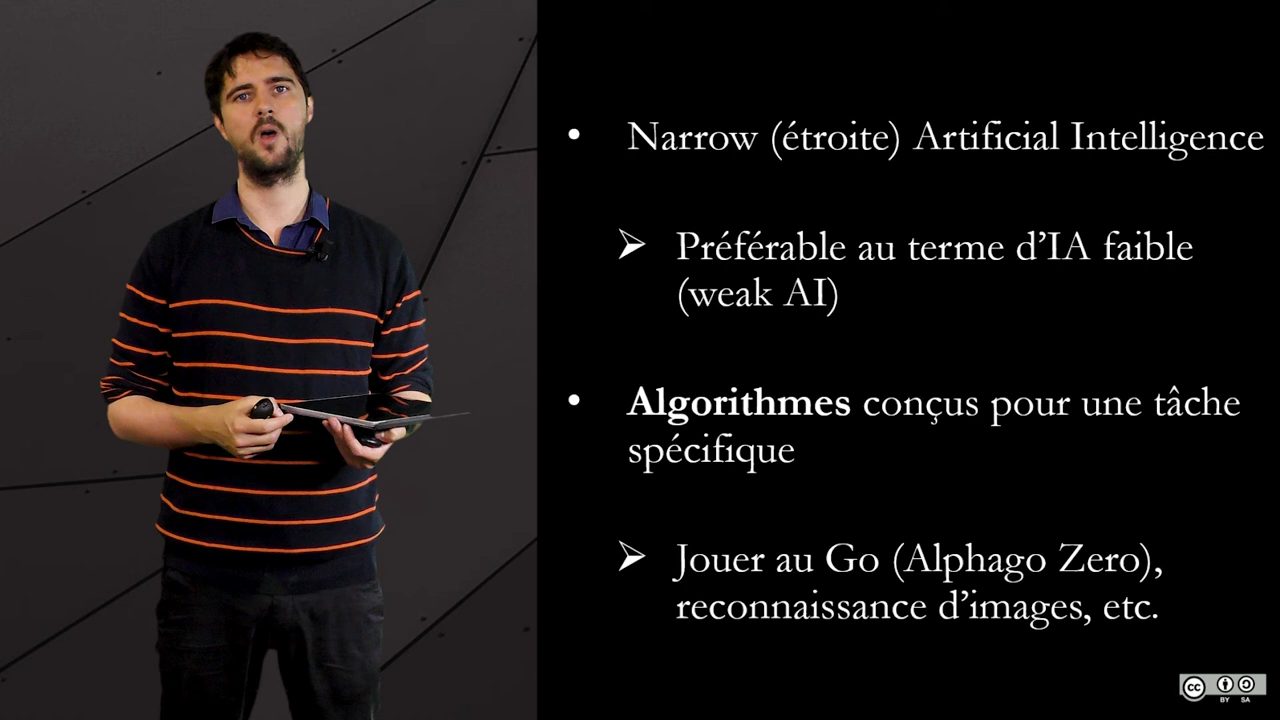 • Narrow (étroite) Artificial Intelligence
➢ Préférable au terme d’IA faible
(weak AI)
• Algorithmes conçus pour une tâche
spécifique
➢ Jouer au Go (Alphago Zero),
reconnaissance d’images, etc.
cc
BY SA